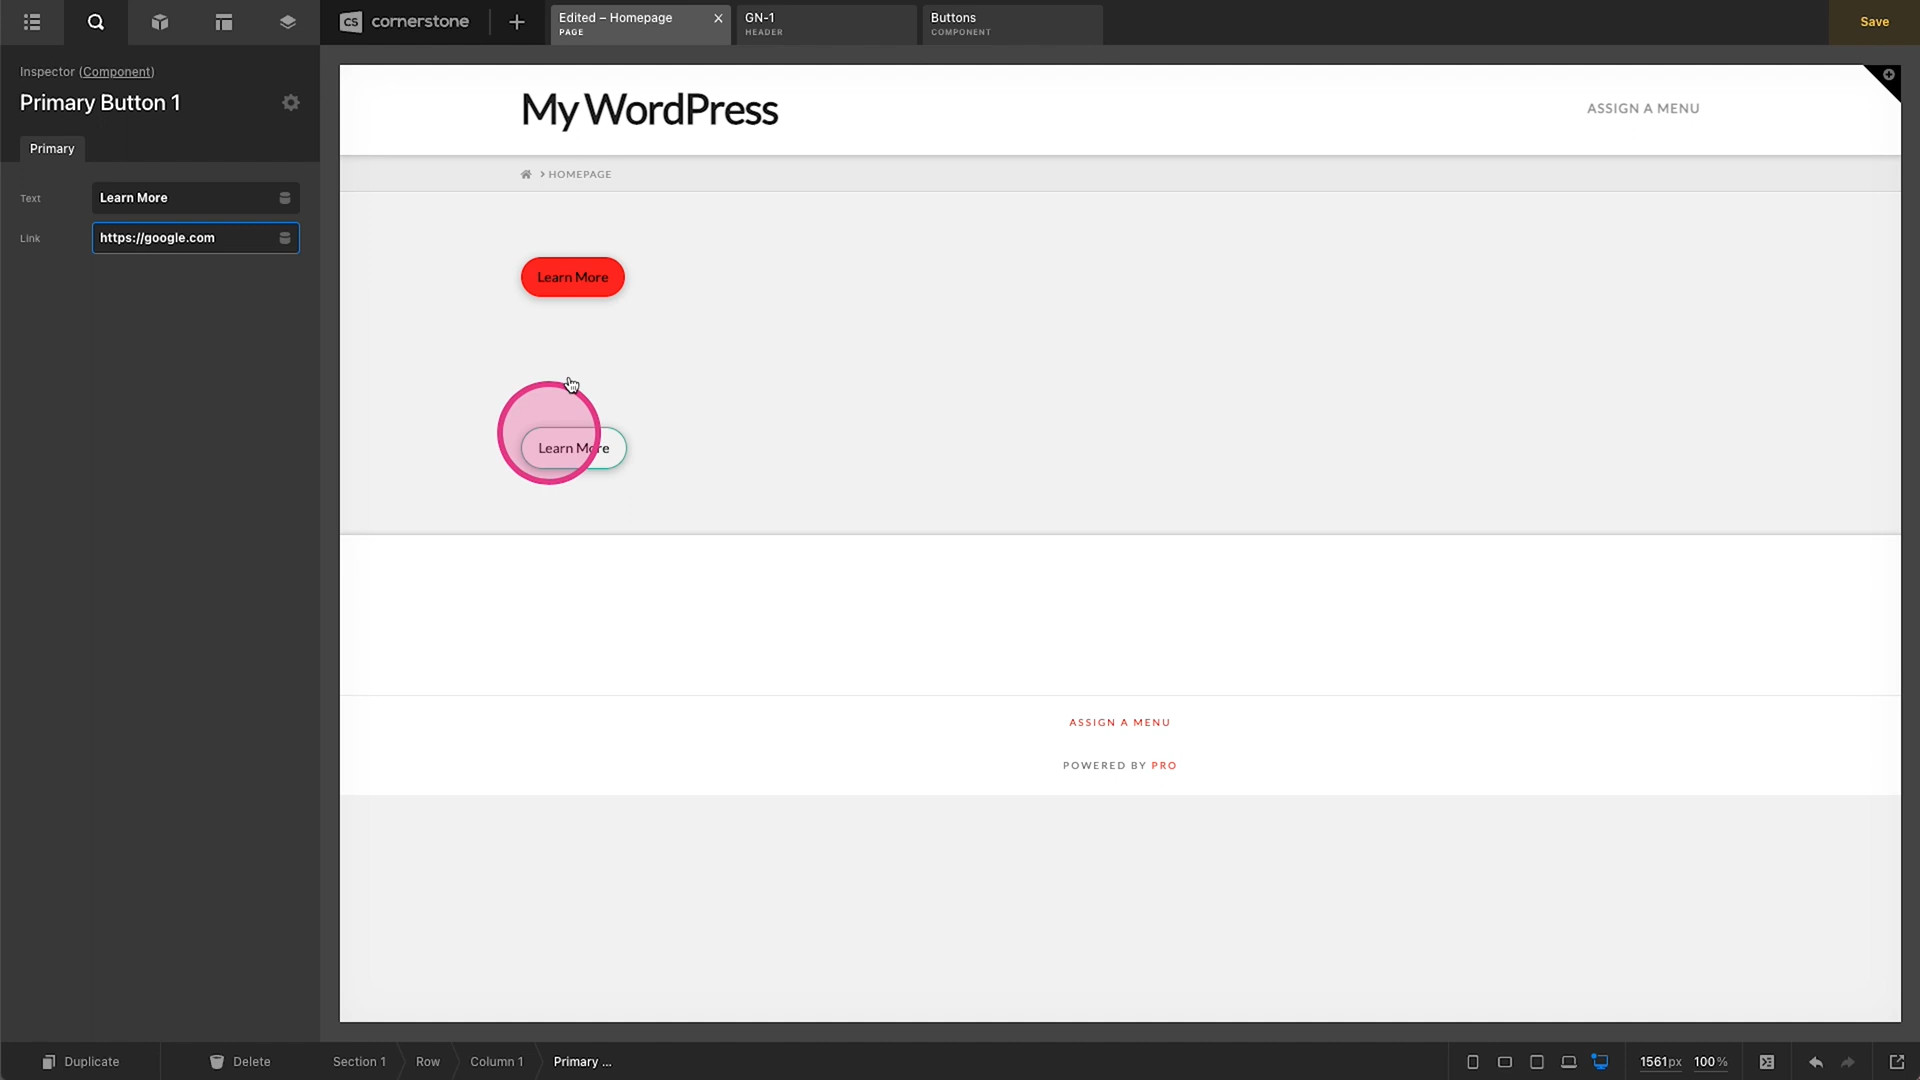 CS cornerstone
Edited – Homepage
PAGE
GN-1
HEADER
Buttons
COMPONENT
Save
Inspector (Component)
Primary Button 1
Primary
Text
Learn More
Link
https://google.com
My WordPress
ASSIGN A MENU
HOMEPAGE
Learn More
Learn More
ASSIGN A MENU
POWERED BY PRO
Duplicate
Delete
Section 1
Row
Column 1
Primary ...
1561px
100%